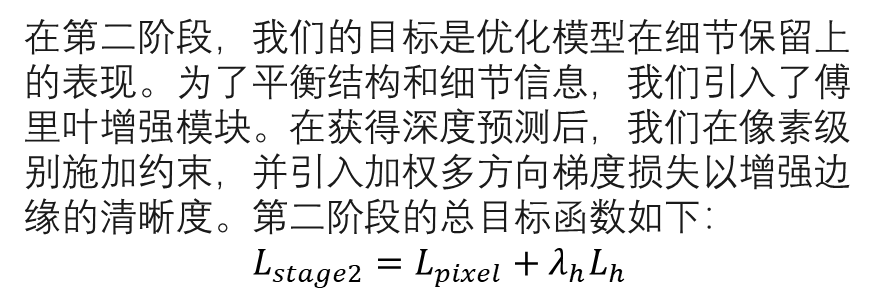 在第二阶段，我们的目标是优化模型在细节保留上
的表现。为了平衡结构和细节信息，我们引入了傅
里叶增强模块。在获得深度预测后，我们在像素级
别施加约束，并引入加权多方向梯度损失以增强边
缘的清晰度。第二阶段的总目标函数如下：
L_{stage2} = L_{pixel} + λ_h L_h